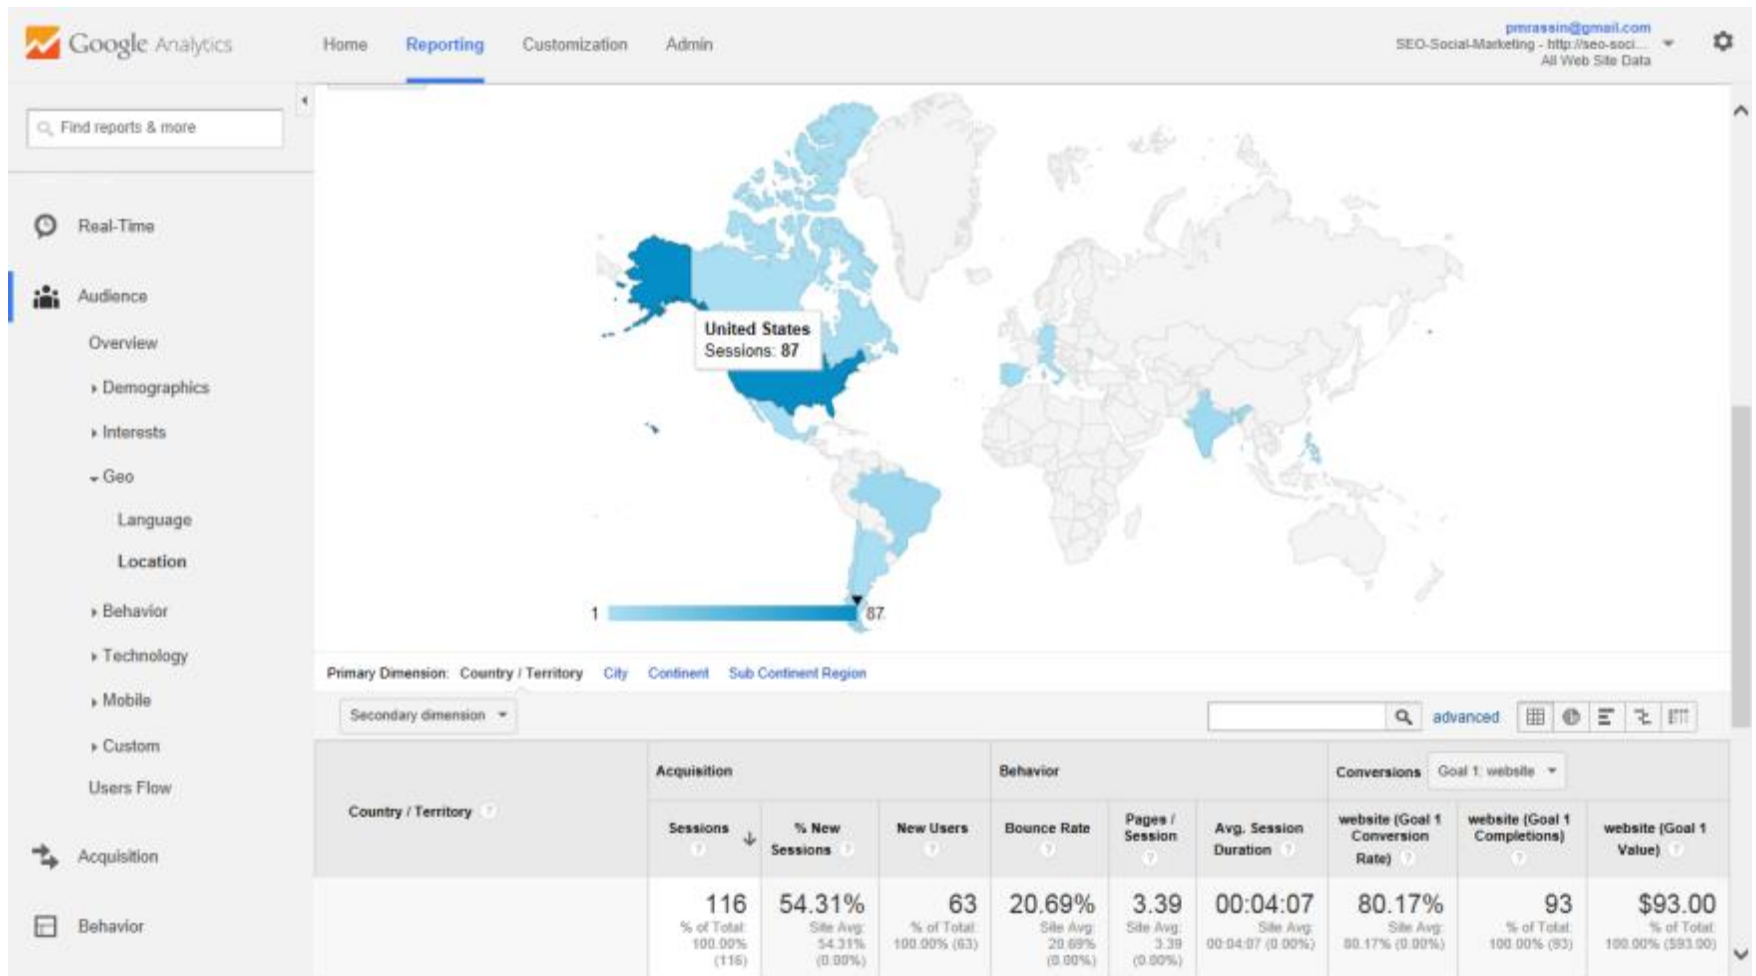 Google Analytics
Home Reporting Customization Admin
pmrassin@gmail.com
SEO-Social-Marketing - http://seo-soci...
All Web Site Data
Find reports & more
Real-Time
Audience
Overview
Demographics
Interests
Geo
Language
Location
Behavior
Technology
Mobile
Custom
Users Flow
Acquisition
Behavior
United States
Sessions: 87
1 87
Primary Dimension: Country / Territory City Continent Sub Continent Region
Secondary dimension
advanced
Country / Territory ?
Acquisition
Behavior
Conversions Goal 1: website
Sessions ?
% New Sessions ?
New Users ?
Bounce Rate ?
Pages / Session ?
Avg. Session Duration ?
website (Goal 1 Conversion Rate) ?
website (Goal 1 Completions) ?
website (Goal 1 Value) ?
116
% of Total:
100.00%
(116)
54.31%
Site Avg:
54.31%
(0.00%)
63
% of Total:
100.00% (63)
20.69%
Site Avg:
20.69%
(0.00%)
3.39
Site Avg:
3.39
(0.00%)
00:04:07
Site Avg:
00:04:07 (0.00%)
80.17%
Site Avg:
80.17% (0.00%)
93
% of Total:
100.00% (93)
$93.00
% of Total:
100.00% ($93.00)